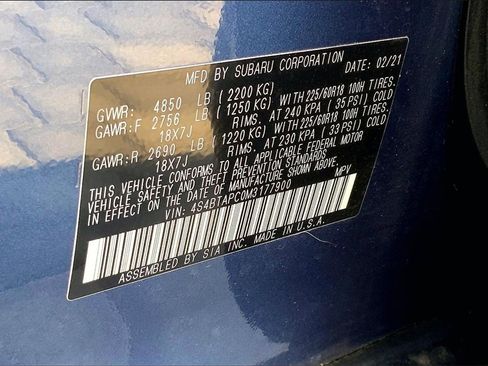 MFD BY SUBARU CORPORATION DATE: 02/21
GVWR: 4850 LB (2200 KG)
GAWR:F 2756 LB (1250 KG) WITH 225/60R18 100H TIRES.
18X7J RIMS. AT 240 KPA (35 PSI) COLD.
GAWR:R 2690 LB (1220 KG) WITH 225/60R18 100H TIRES.
18X7J RIMS. AT 230 KPA (33 PSI) COLD.
THIS VEHICLE CONFORMS TO ALL APPLICABLE FEDERAL MOTOR
VEHICLE SAFETY STANDARDS IN
EFFECT ON THE DATE OF MANUFACTURE SHOWN ABOVE.
VIN: 4S4BTAPC0M3177900 MPV
ASSEMBLED BY SIA INC. MADE IN U.S.A.